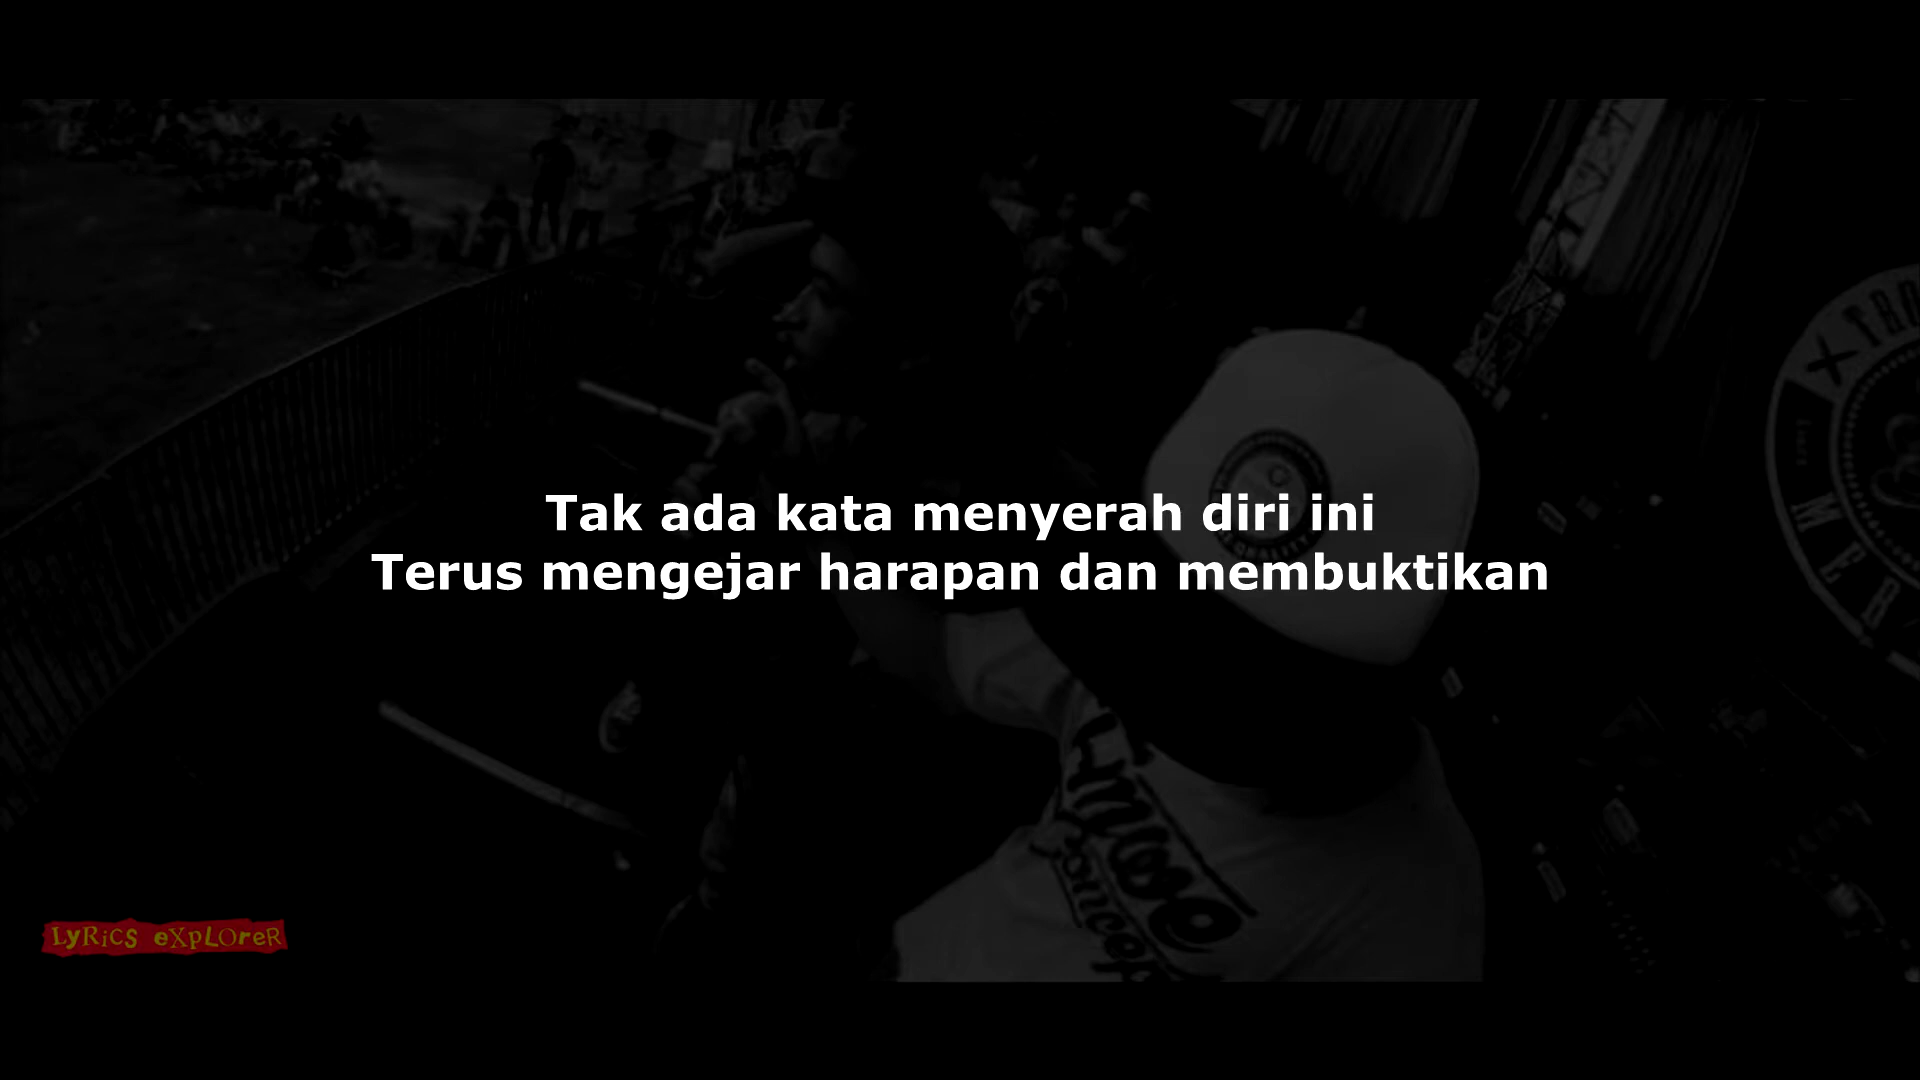 Tak ada kata menyerah diri ini
Terus mengejar harapan dan membuktikan
LyRicS eXpLOreR